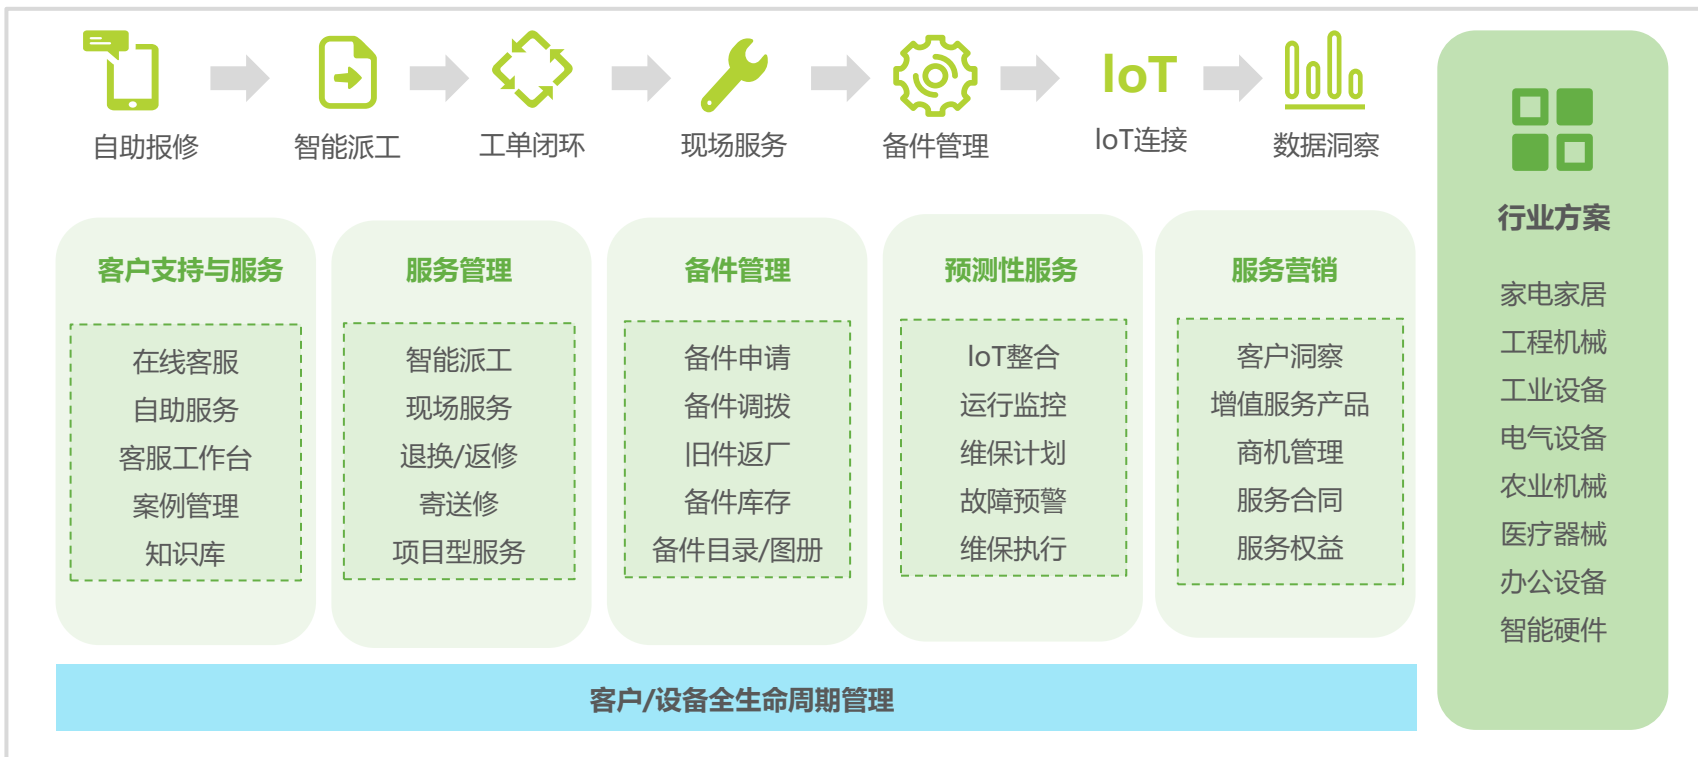 IoT
自助报修
智能派工
工单闭环
现场服务
备件管理
IoT连接
数据洞察
客户支持与服务
在线客服
自助服务
客服工作台
案例管理
知识库
服务管理
智能派工
现场服务
退换/返修
寄送修
项目型服务
备件管理
备件申请
备件调拨
旧件返厂
备件库存
备件目录/图册
预测性服务
IoT整合
运行监控
维保计划
故障预警
维保执行
服务营销
客户洞察
增值服务产品
商机管理
服务合同
服务权益
客户/设备全生命周期管理
行业方案
家电家居
工程机械
工业设备
电气设备
农业机械
医疗器械
办公设备
智能硬件